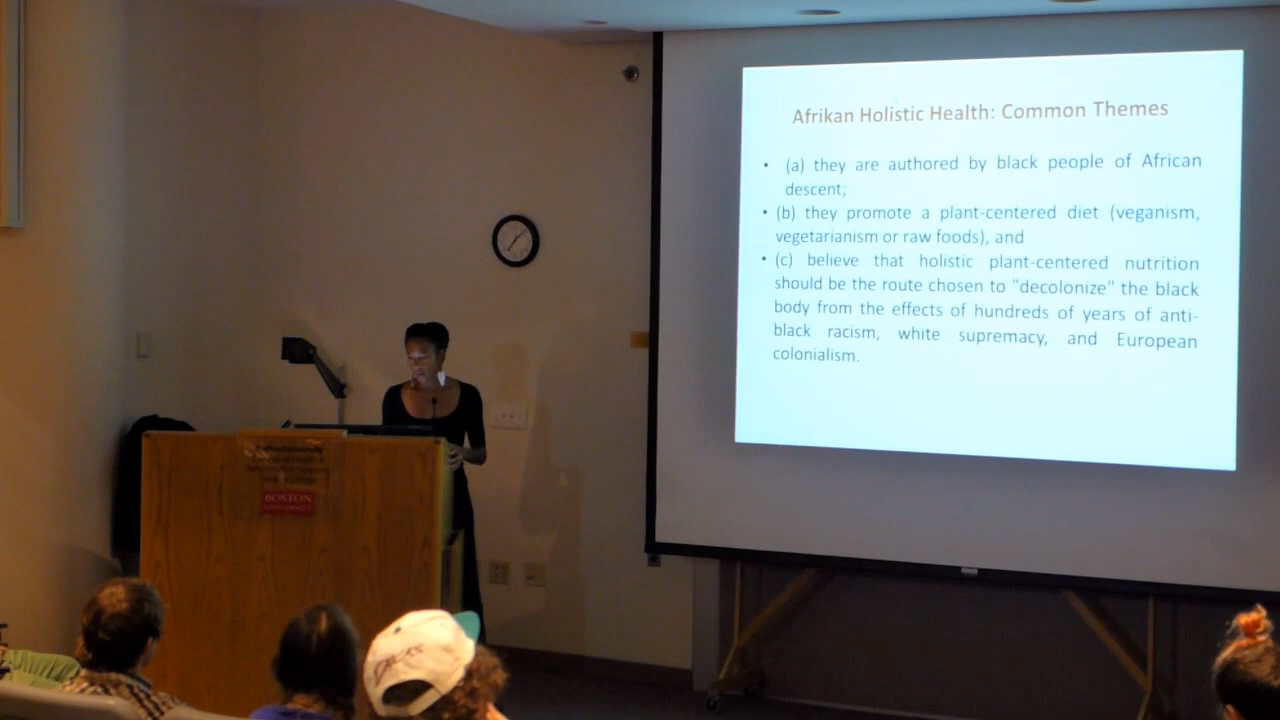 Afrikan Holistic Health: Common Themes
• (a) they are authored by black people of African
descent;
• (b) they promote a plant-centered diet (veganism,
vegetarianism or raw foods), and
• (c) believe that holistic plant-centered nutrition
should be the route chosen to "decolonize" the black
body from the effects of hundreds of years of anti-
black racism, white supremacy, and European
colonialism.
BOSTON
UNIVERSITY